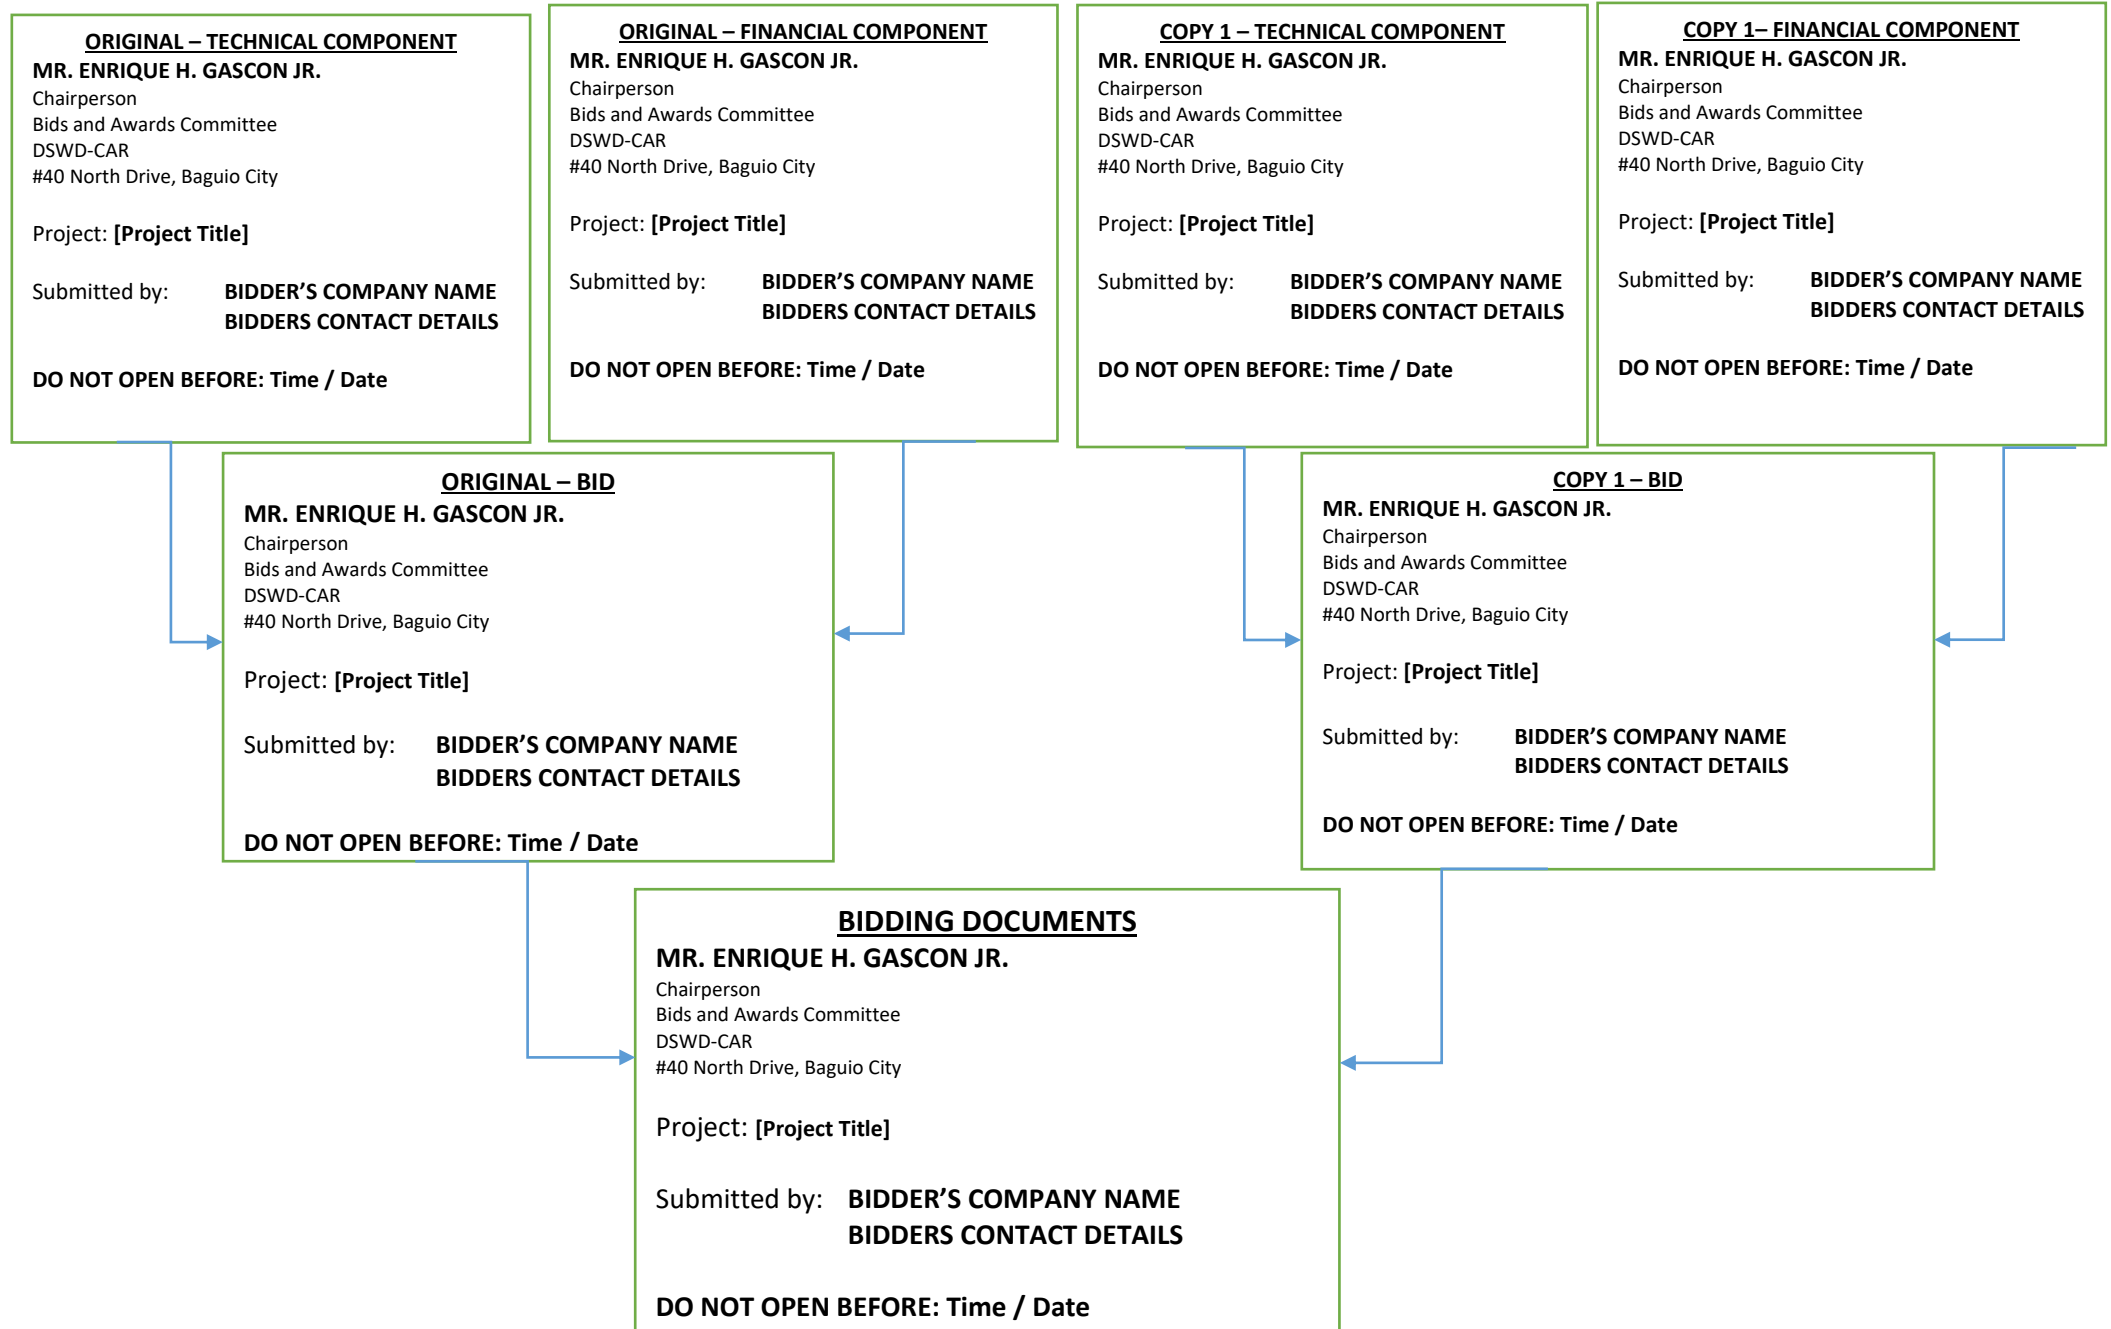 ORIGINAL – TECHNICAL COMPONENT
MR. ENRIQUE H. GASCON JR.
Chairperson
Bids and Awards Committee
DSWD-CAR
#40 North Drive, Baguio City
Project: [Project Title]
Submitted by: BIDDER’S COMPANY NAME
BIDDERS CONTACT DETAILS
DO NOT OPEN BEFORE: Time / Date
ORIGINAL – FINANCIAL COMPONENT
MR. ENRIQUE H. GASCON JR.
Chairperson
Bids and Awards Committee
DSWD-CAR
#40 North Drive, Baguio City
Project: [Project Title]
Submitted by: BIDDER’S COMPANY NAME
BIDDERS CONTACT DETAILS
DO NOT OPEN BEFORE: Time / Date
COPY 1 – TECHNICAL COMPONENT
MR. ENRIQUE H. GASCON JR.
Chairperson
Bids and Awards Committee
DSWD-CAR
#40 North Drive, Baguio City
Project: [Project Title]
Submitted by: BIDDER’S COMPANY NAME
BIDDERS CONTACT DETAILS
DO NOT OPEN BEFORE: Time / Date
COPY 1– FINANCIAL COMPONENT
MR. ENRIQUE H. GASCON JR.
Chairperson
Bids and Awards Committee
DSWD-CAR
#40 North Drive, Baguio City
Project: [Project Title]
Submitted by: BIDDER’S COMPANY NAME
BIDDERS CONTACT DETAILS
DO NOT OPEN BEFORE: Time / Date
ORIGINAL – BID
MR. ENRIQUE H. GASCON JR.
Chairperson
Bids and Awards Committee
DSWD-CAR
#40 North Drive, Baguio City
Project: [Project Title]
Submitted by: BIDDER’S COMPANY NAME
BIDDERS CONTACT DETAILS
DO NOT OPEN BEFORE: Time / Date
COPY 1 – BID
MR. ENRIQUE H. GASCON JR.
Chairperson
Bids and Awards Committee
DSWD-CAR
#40 North Drive, Baguio City
Project: [Project Title]
Submitted by: BIDDER’S COMPANY NAME
BIDDERS CONTACT DETAILS
DO NOT OPEN BEFORE: Time / Date
BIDDING DOCUMENTS
MR. ENRIQUE H. GASCON JR.
Chairperson
Bids and Awards Committee
DSWD-CAR
#40 North Drive, Baguio City
Project: [Project Title]
Submitted by: BIDDER’S COMPANY NAME
BIDDERS CONTACT DETAILS
DO NOT OPEN BEFORE: Time / Date